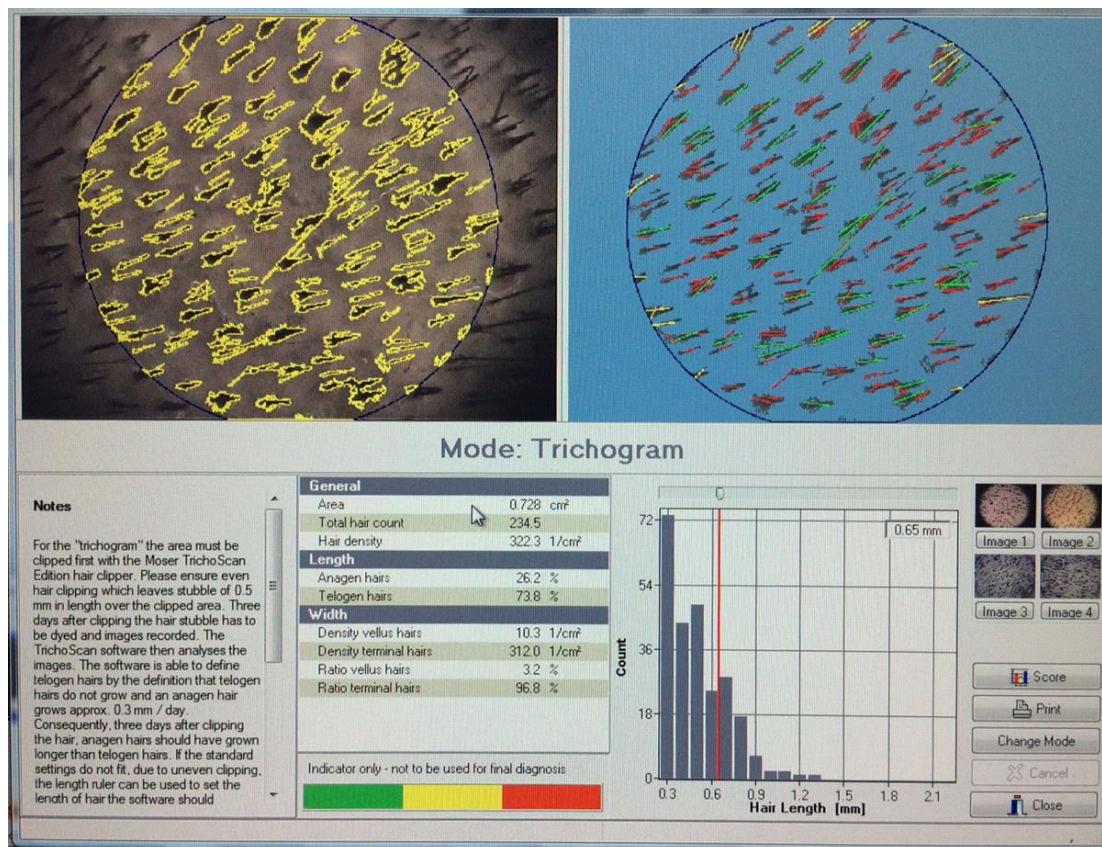 Mode: Trichogram
Notes
For the "trichogram" the area must be
clipped first with the Moser TrichoScan
Edition hair clipper. Please ensure even
hair clipping which leaves stubble of 0.5
mm in length over the clipped area. Three
days after clipping the hair stubble has to
be dyed and images recorded. The
TrichoScan software then analyses the
images. The software is able to define
telogen hairs by the definition that telogen
hairs do not grow and an anagen hair
grows approx. 0.3 mm / day.
Consequently, three days after clipping
the hair, anagen hairs should have grown
longer than telogen hairs. If the standard
settings do not fit, due to uneven clipping,
the length ruler can be used to set the
length of hair the software should
General
Area 0.728 cm²
Total hair count 234.5
Hair density 322.3 1/cm²
Length
Anagen hairs 26.2 %
Telogen hairs 73.8 %
Width
Density vellus hairs 10.3 1/cm²
Density terminal hairs 312.0 1/cm²
Ratio vellus hairs 3.2 %
Ratio terminal hairs 96.8 %
Indicator only - not to be used for final diagnosis
0.65 mm
Count
72
54
36
18
0
0.3 0.6 0.9 1.2 1.5 1.8 2.1
Hair Length [mm]
Image 1 Image 2
Image 3 Image 4
Score
Print
Change Mode
Cancel
Close